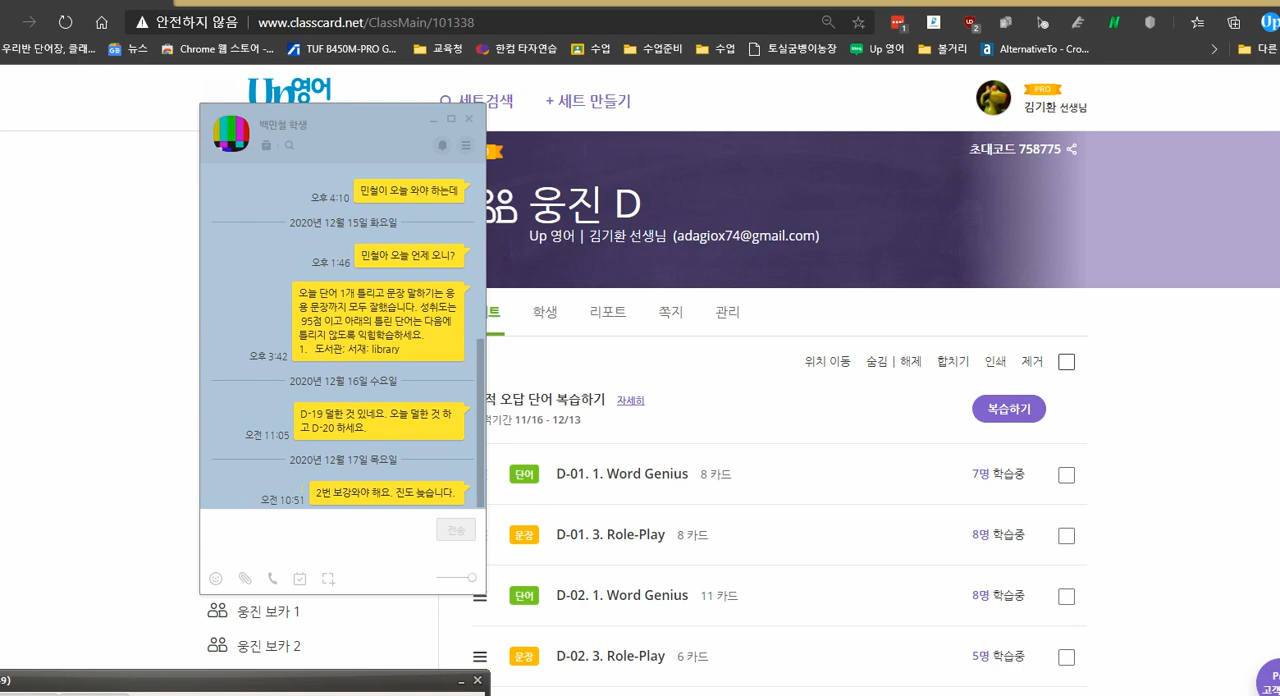 안전하지 않음 | www.classcard.net/ClassMain/101338
우리반 단어장, 클래...
뉴스
Chrome 웹 스토어 -...
TUF B450M-PRO G...
교육청
한컴 타자연습
수업
수업준비
수업
토실굼벵이농장
Up 영어
볼거리
AlternativeTo - Cro...
다른
Up영어
세트검색
+ 세트 만들기
PRO
김기환 선생님
초대코드 758775
웅진 D
Up 영어 | 김기환 선생님 (adagiox74@gmail.com)
백민철 학생
오후 4:10
민철이 오늘 와야 하는데
2020년 12월 15일 화요일
오후 1:46
민철아 오늘 언제 오니?
오늘 단어 1개 틀리고 문장 말하기는 응
용 문장까지 모두 잘했습니다. 성취도는
95점 이고 아래의 틀린 단어는 다음에
틀리지 않도록 익힘학습하세요.
1. 도서관; 서재: library
오후 3:42
2020년 12월 16일 수요일
D-19 덜한 것 있네요. 오늘 덜한 것 하
고 D-20 하세요.
오전 11:05
2020년 12월 17일 목요일
오전 10:51
2번 보강와야 해요. 진도 늦습니다.
전송
웅진 보카 1
웅진 보카 2
-9)
트
학생
리포트
쪽지
관리
위치 이동
숨김 | 해제
합치기
인쇄
제거
적 오답 단어 복습하기
자세히
적기간 11/16 - 12/13
복습하기
단어 D-01. 1. Word Genius 8 카드 7명 학습중
문장 D-01. 3. Role-Play 8 카드 8명 학습중
단어 D-02. 1. Word Genius 11 카드 8명 학습중
문장 D-02. 3. Role-Play 6 카드 5명 학습중
고객